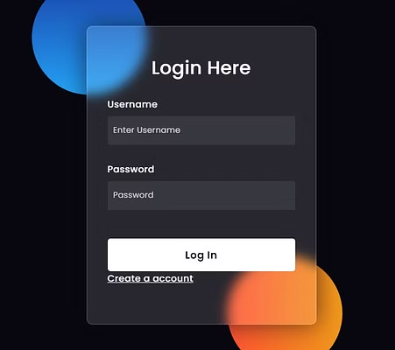 Login Here
Username
Enter Username
Password
Password
Log In
Create a account